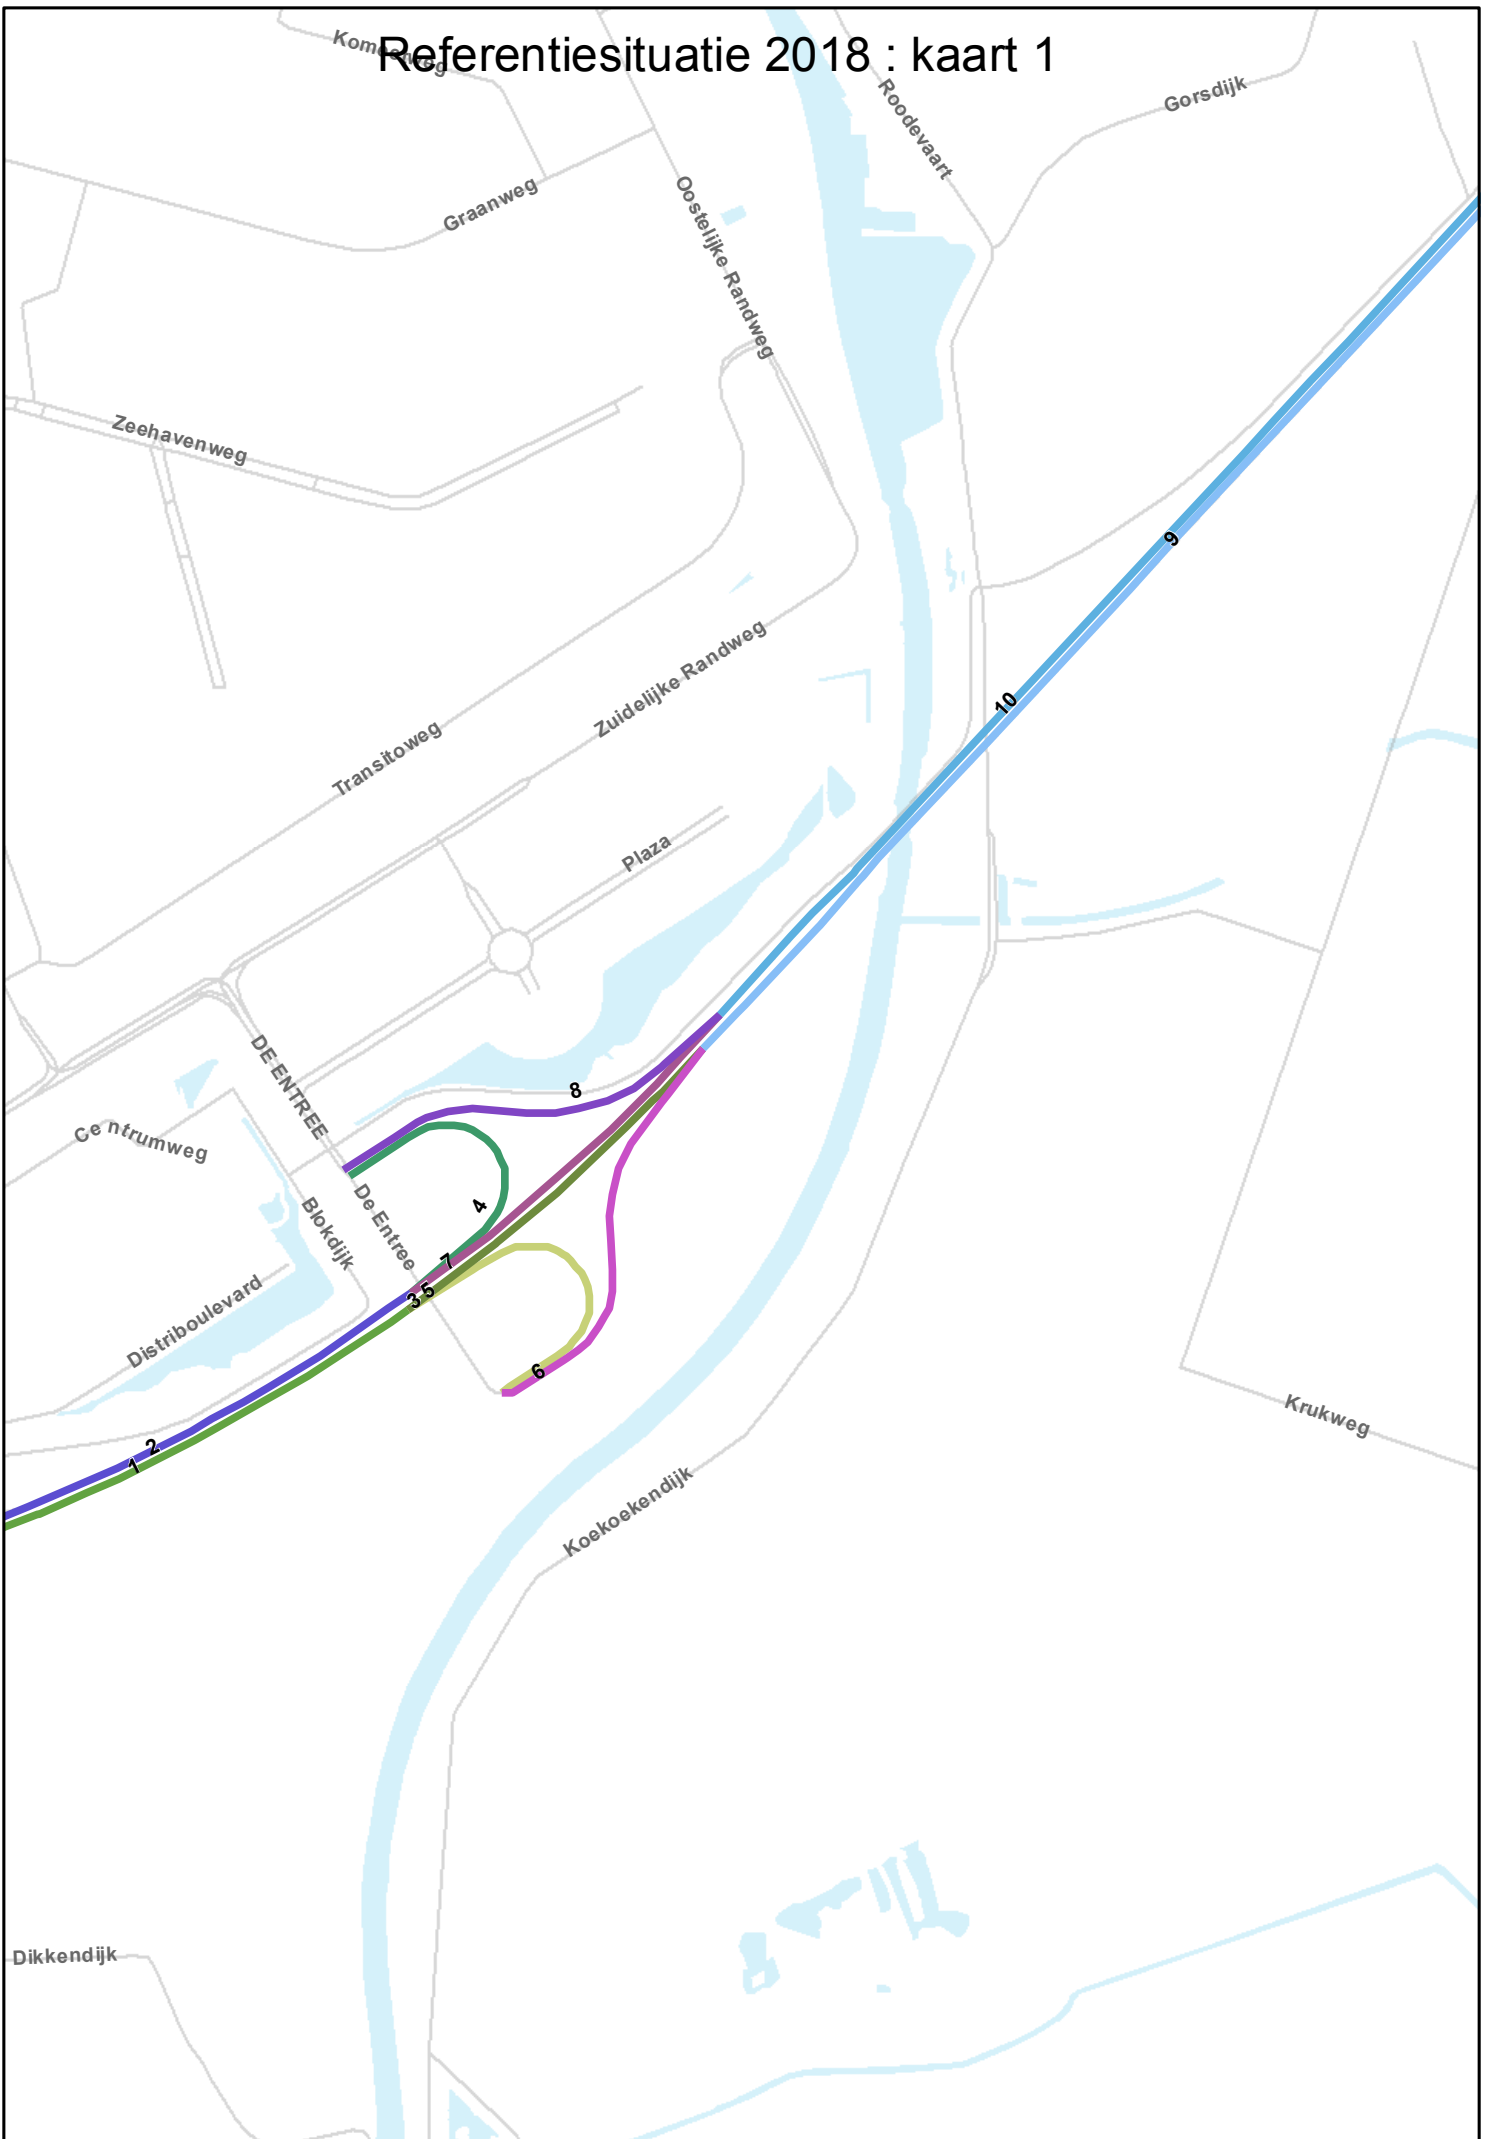 Referentiesituatie 2018 : kaart 1
Roodevaart
Gorsdijk
Graanweg
Oostelijke Randweg
Zeehavenweg
9
Zuidelijke Randweg
10
Transitoweg
Plaza
DE ENTREE
8
Ce ntrumweg
De Entree
4
Blokdijk
7
5
3
Distriboulevard
6
Krukweg
2
1
Koekoekendijk
Dikkendijk